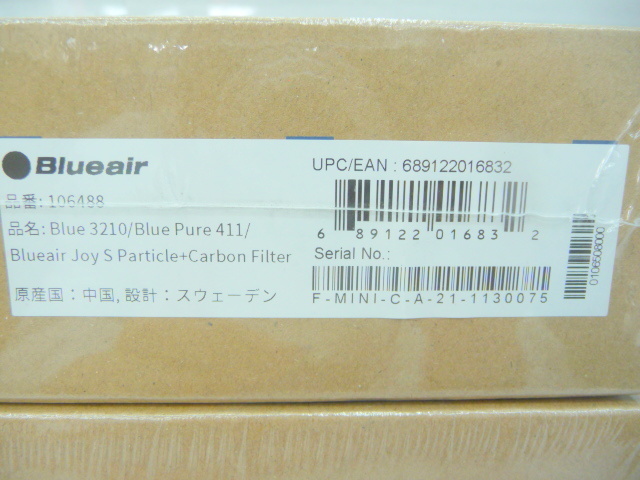 Blueair
品番: 106488
品名: Blue 3210/Blue Pure 411/
Blueair Joy S Particle+Carbon Filter
原産国：中国, 設計：スウェーデン
UPC/EAN : 689122016832
6 89122 01683 2
Serial No.:
F-MINI-C-A-21-1130075
0106508000